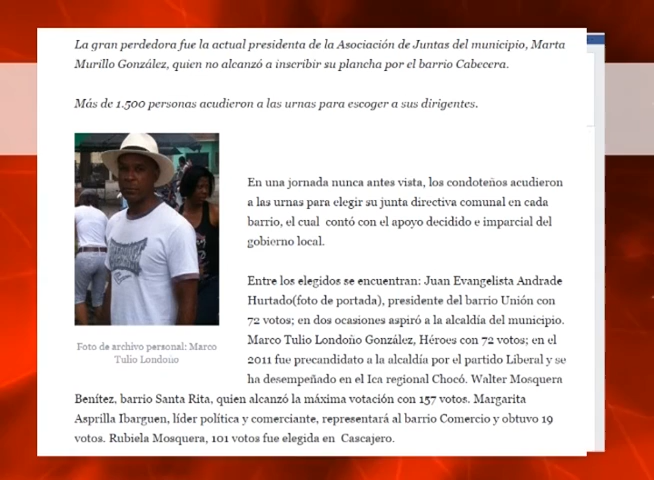 La gran perdedora fue la actual presidenta de la Asociación de Juntas del municipio, Marta
Murillo González, quien no alcanzó a inscribir su plancha por el barrio Cabecera.
Más de 1.500 personas acudieron a las urnas para escoger a sus dirigentes.
En una jornada nunca antes vista, los condoteños acudieron
a las urnas para elegir su junta directiva comunal en cada
barrio, el cual contó con el apoyo decidido e imparcial del
gobierno local.
Entre los elegidos se encuentran: Juan Evangelista Andrade
Hurtado(foto de portada), presidente del barrio Unión con
72 votos; en dos ocasiones aspiró a la alcaldía del municipio.
Marco Tulio Londoño González, Héroes con 72 votos; en el
2011 fue precandidato a la alcaldía por el partido Liberal y se
ha desempeñado en el Ica regional Chocó. Walter Mosquera
Benítez, barrio Santa Rita, quien alcanzó la máxima votación con 157 votos. Margarita
Asprilla Ibarguen, líder política y comerciante, representará al barrio Comercio y obtuvo 19
votos. Rubiela Mosquera, 101 votos fue elegida en Cascajero.
Foto de archivo personal: Marco
Tulio Londoño